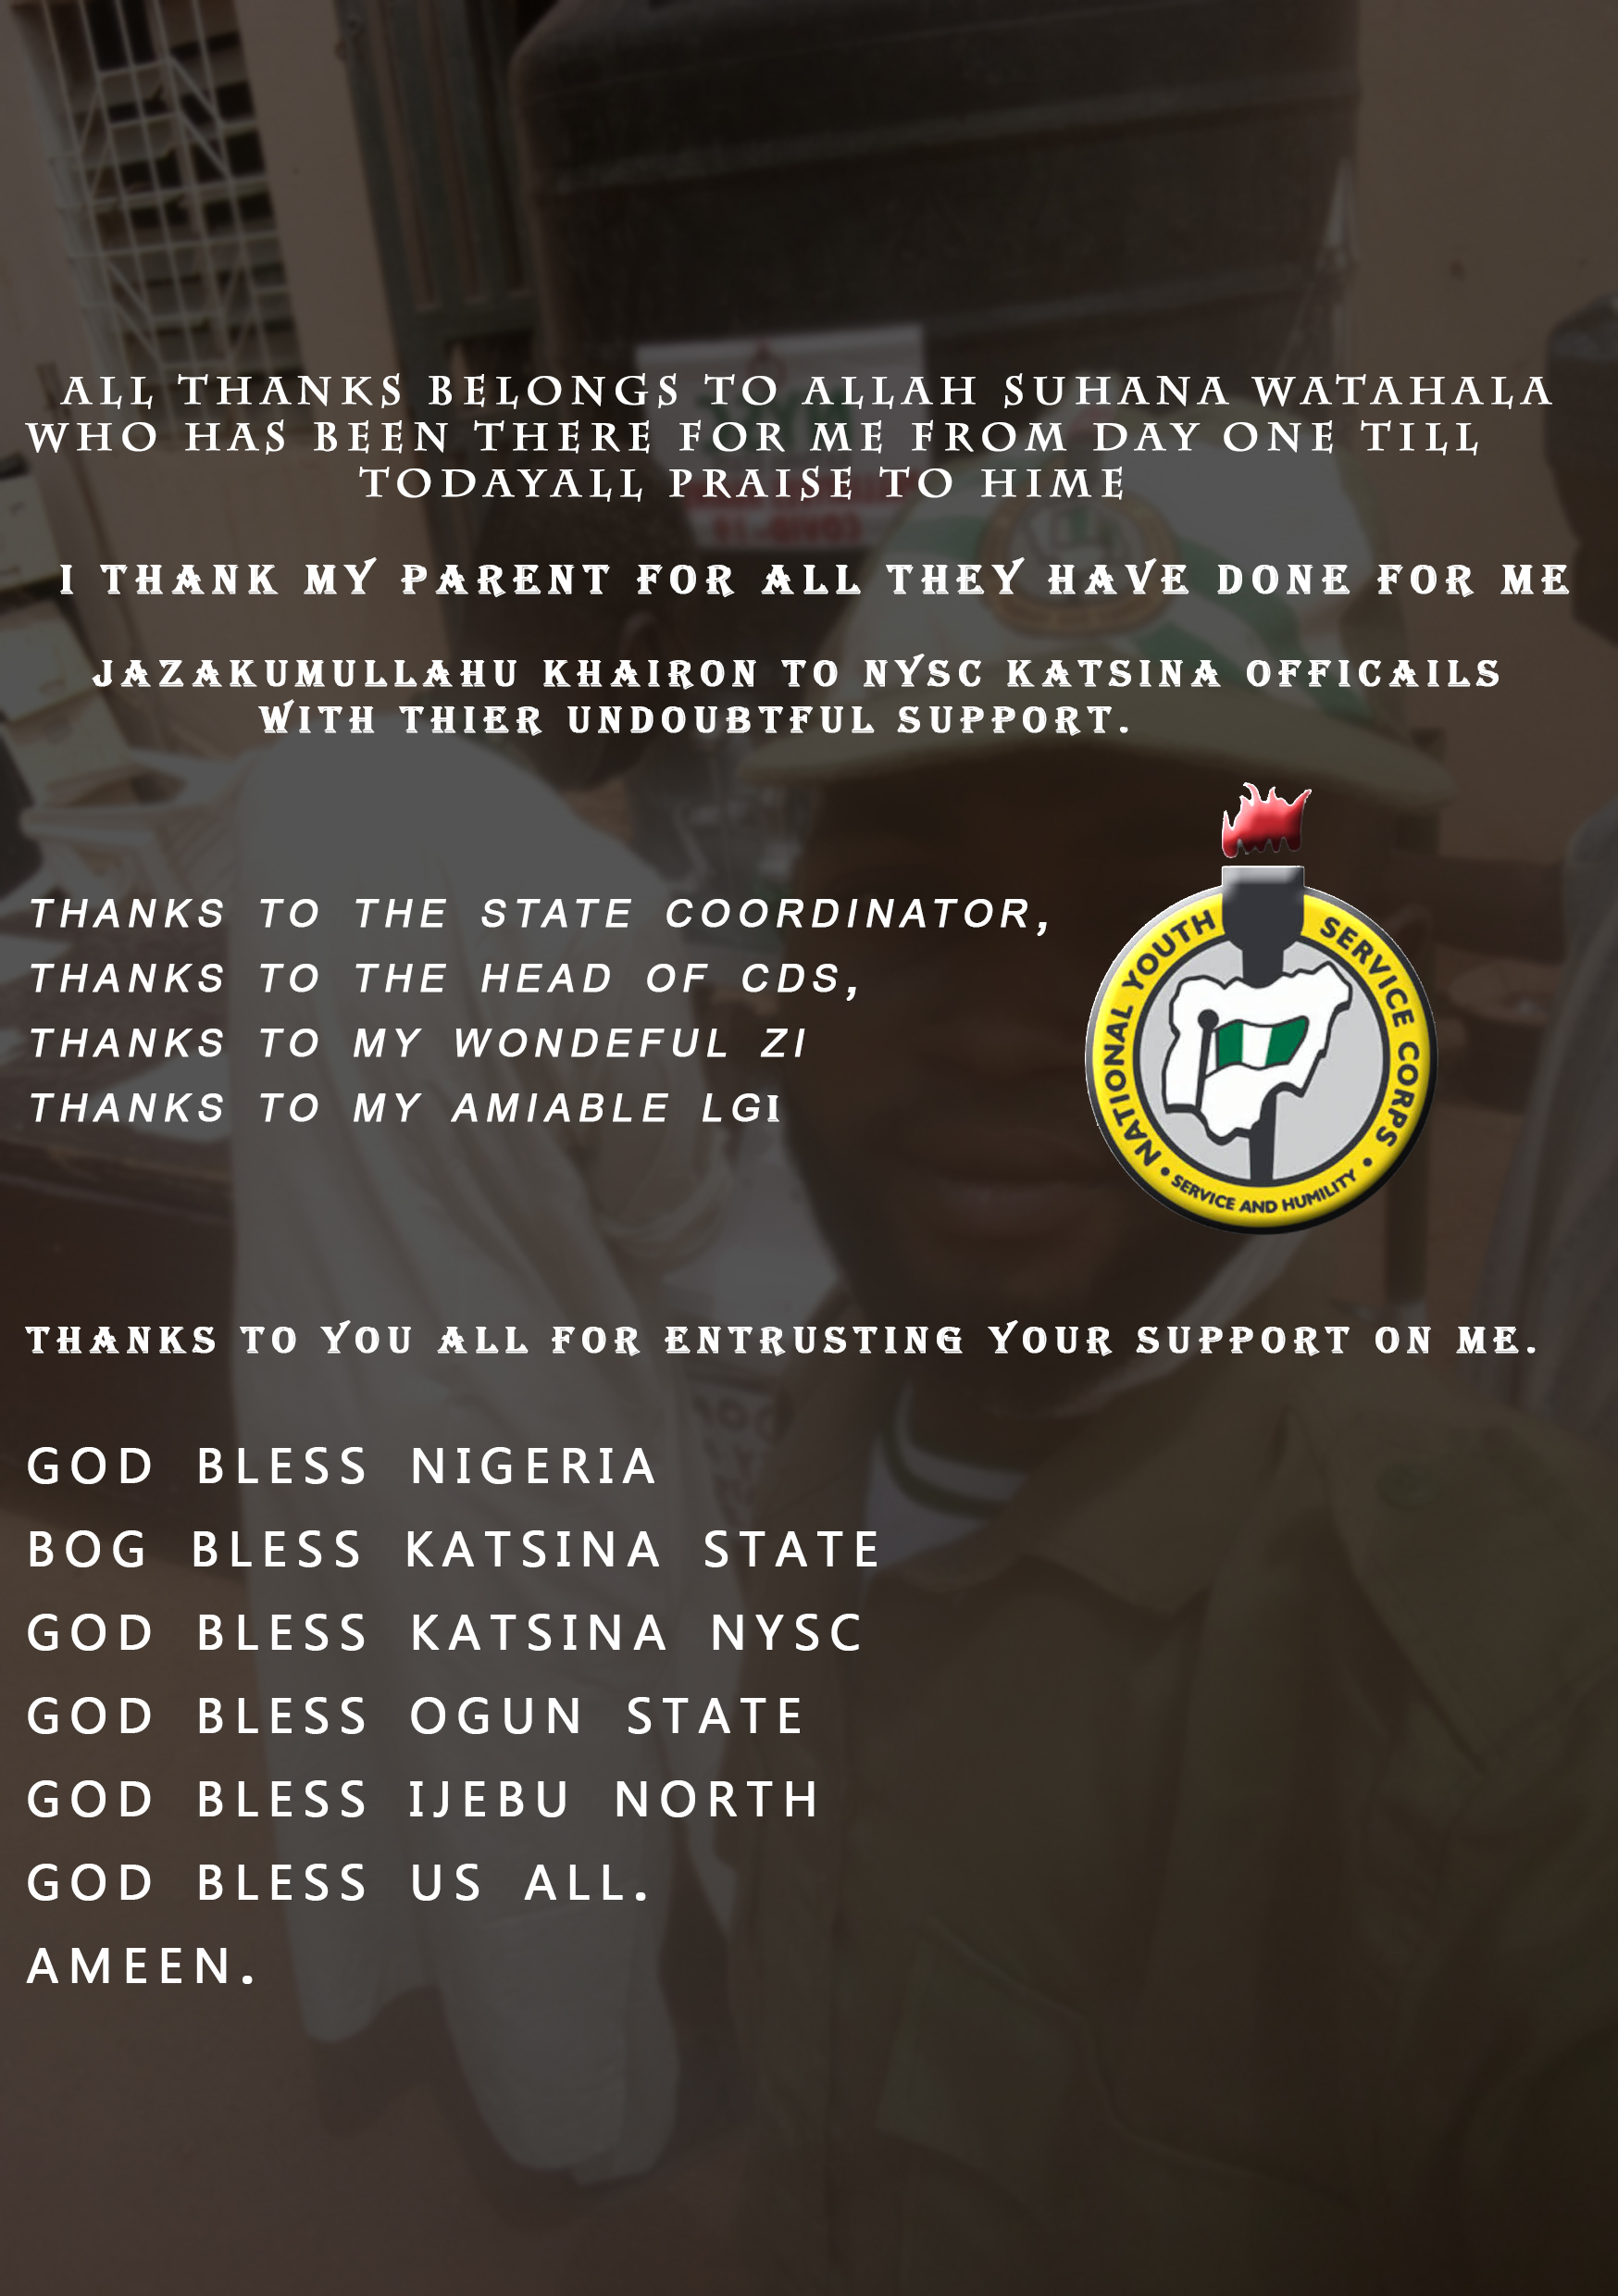 ALL THANKS BELONGS TO ALLAH SUHANA WATAHALA
WHO HAS BEEN THERE FOR ME FROM DAY ONE TILL
TODAYALL PRAISE TO HIME
I THANK MY PARENT FOR ALL THEY HAVE DONE FOR ME
JAZAKUMULLAHU KHAIRON TO NYSC KATSINA OFFICAILS
WITH THIER UNDOUBTFUL SUPPORT.
THANKS TO THE STATE COORDINATOR,
THANKS TO THE HEAD OF CDS,
THANKS TO MY WONDEFUL ZI
THANKS TO MY AMIABLE LGI
NATIONAL YOUTH SERVICE CORPS
• SERVICE AND HUMILITY •
THANKS TO YOU ALL FOR ENTRUSTING YOUR SUPPORT ON ME.
GOD BLESS NIGERIA
BOG BLESS KATSINA STATE
GOD BLESS KATSINA NYSC
GOD BLESS OGUN STATE
GOD BLESS IJEBU NORTH
GOD BLESS US ALL.
AMEEN.